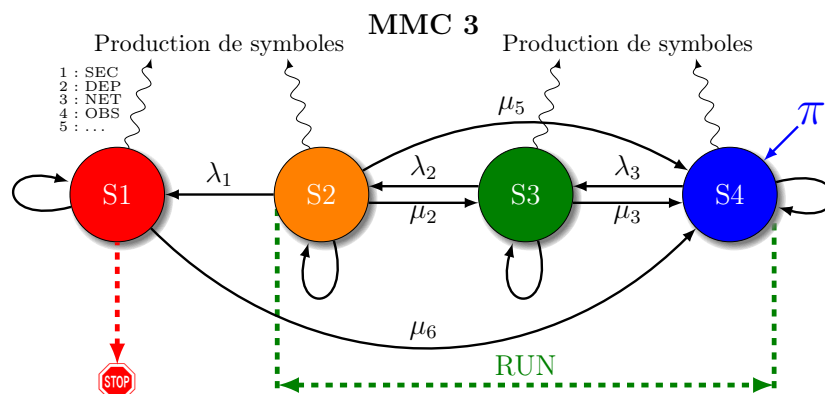 MMC 3
Production de symboles
Production de symboles
1 : SEC
2 : DEP
3 : NET
4 : OBS
5 : ...
μ5
π
S1
λ1
S2
λ2
μ2
S3
λ3
μ3
S4
μ6
RUN
STOP